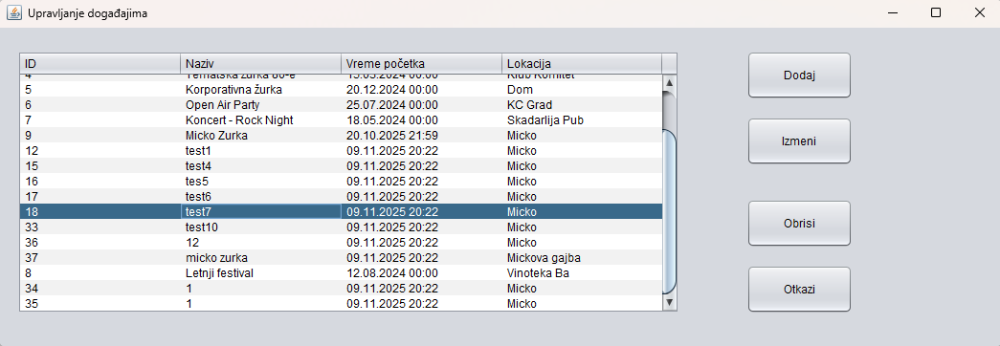 Upravljanje događajima
ID Naziv Vreme početka Lokacija
4 Tematska žurka 80-e 15.03.2024 00:00 Klub Komitet
5 Korporativna žurka 20.12.2024 00:00 Dom
6 Open Air Party 25.07.2024 00:00 KC Grad
7 Koncert - Rock Night 18.05.2024 00:00 Skadarlija Pub
9 Micko Zurka 20.10.2025 21:59 Micko
12 test1 09.11.2025 20:22 Micko
15 test4 09.11.2025 20:22 Micko
16 tes5 09.11.2025 20:22 Micko
17 test6 09.11.2025 20:22 Micko
18 test7 09.11.2025 20:22 Micko
33 test10 09.11.2025 20:22 Micko
36 12 09.11.2025 20:22 Micko
37 micko zurka 09.11.2025 20:22 Mickova gajba
8 Letnji festival 12.08.2024 00:00 Vinoteka Ba
34 1 09.11.2025 20:22 Micko
35 1 09.11.2025 20:22 Micko
Dodaj
Izmeni
Obrisi
Otkazi